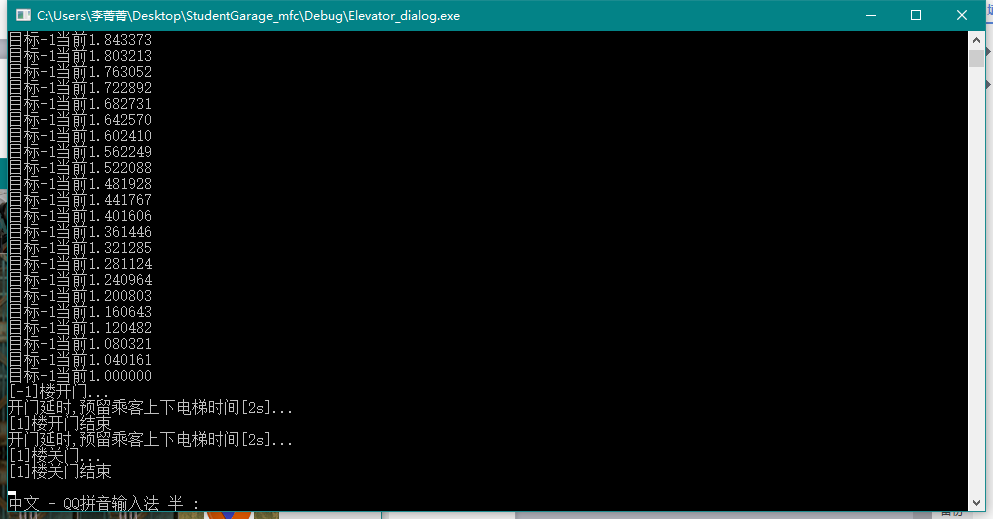 C:\Users\李菁菁\Desktop\StudentGarage_mfc\Debug\Elevator_dialog.exe
目标-1当前1.843373
目标-1当前1.803213
目标-1当前1.763052
目标-1当前1.722892
目标-1当前1.682731
目标-1当前1.642570
目标-1当前1.602410
目标-1当前1.562249
目标-1当前1.522088
目标-1当前1.481928
目标-1当前1.441767
目标-1当前1.401606
目标-1当前1.361446
目标-1当前1.321285
目标-1当前1.281124
目标-1当前1.240964
目标-1当前1.200803
目标-1当前1.160643
目标-1当前1.120482
目标-1当前1.080321
目标-1当前1.040161
目标-1当前1.000000
[-1]楼开门...
开门延时,预留乘客上下电梯时间[2s]...
[1]楼开门结束
开门延时,预留乘客上下电梯时间[2s]...
[1]楼关门...
[1]楼关门结束
中文 - QQ拼音输入法 半 :